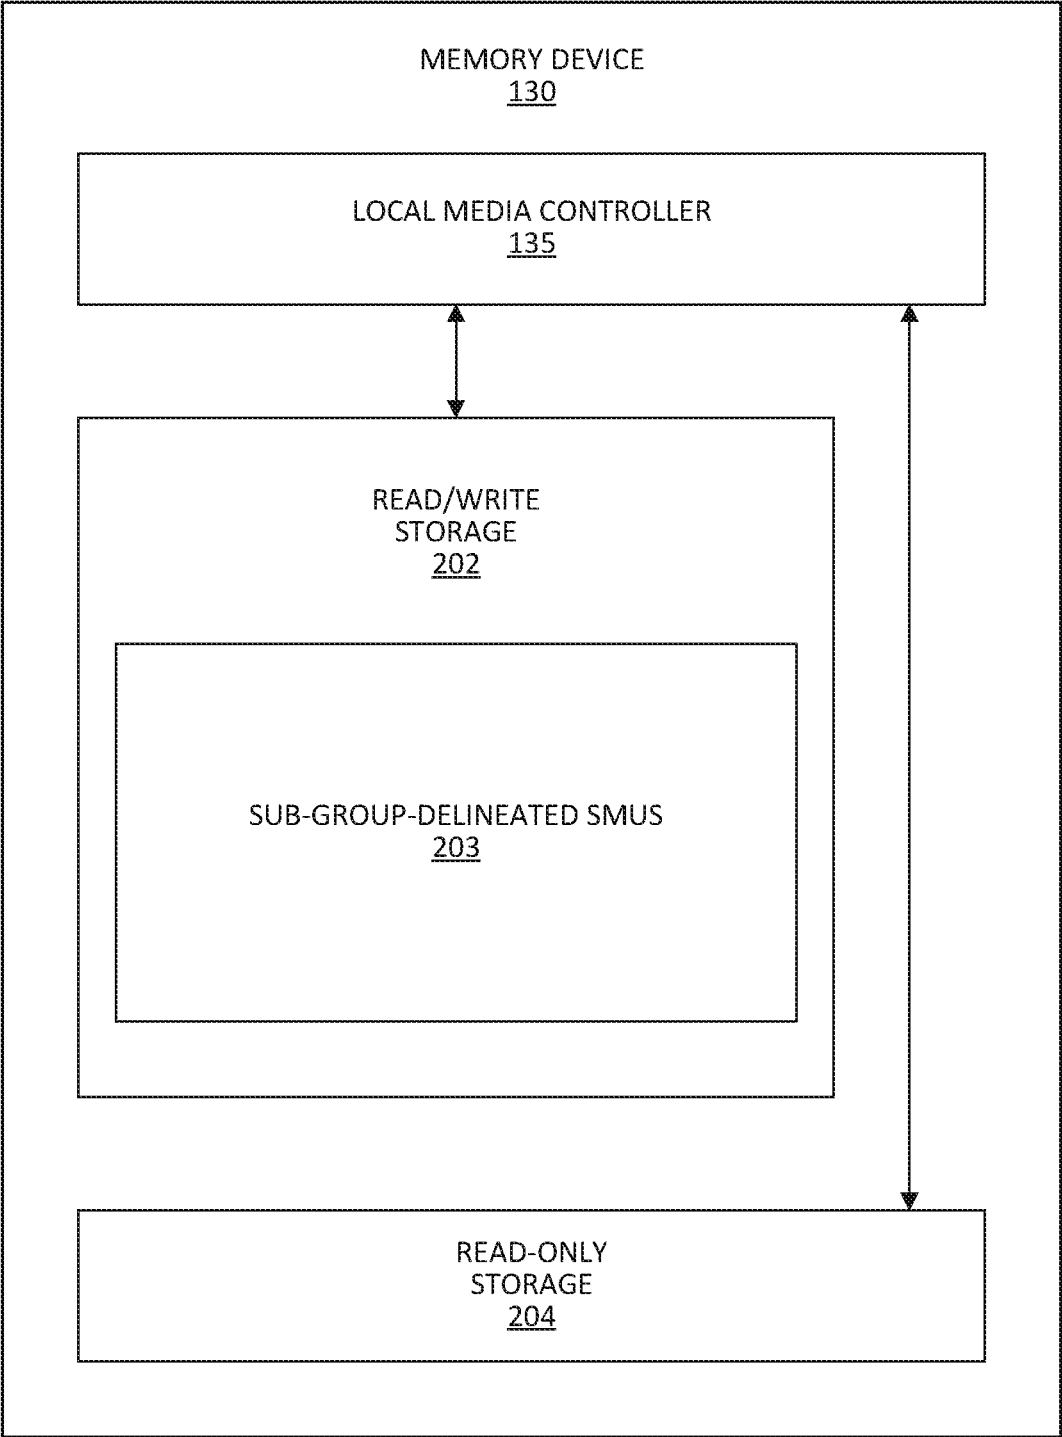 MEMORY DEVICE
130
LOCAL MEDIA CONTROLLER
135
READ/WRITE
STORAGE
202
SUB-GROUP-DELINEATED SMUS
203
READ-ONLY
STORAGE
204